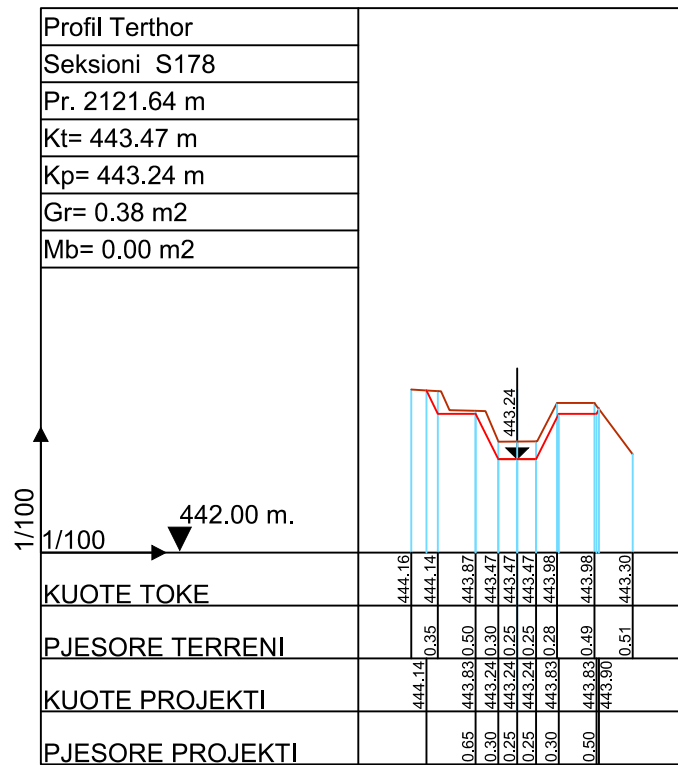 Profil Terthor
Seksioni S178
Pr. 2121.64 m
Kt= 443.47 m
Kp= 443.24 m
Gr= 0.38 m2
Mb= 0.00 m2
443.24
1/100
442.00 m.
1/100
KUOTE TOKE 444.16 444.14 443.87 443.47 443.47 443.47 443.98 443.98 443.30
PJESORE TERRENI 0.35 0.50 0.30 0.25 0.25 0.28 0.49 0.51
KUOTE PROJEKTI 444.14 443.83 443.24 443.24 443.24 443.83 443.83 443.90
PJESORE PROJEKTI 0.65 0.30 0.25 0.25 0.30 0.50